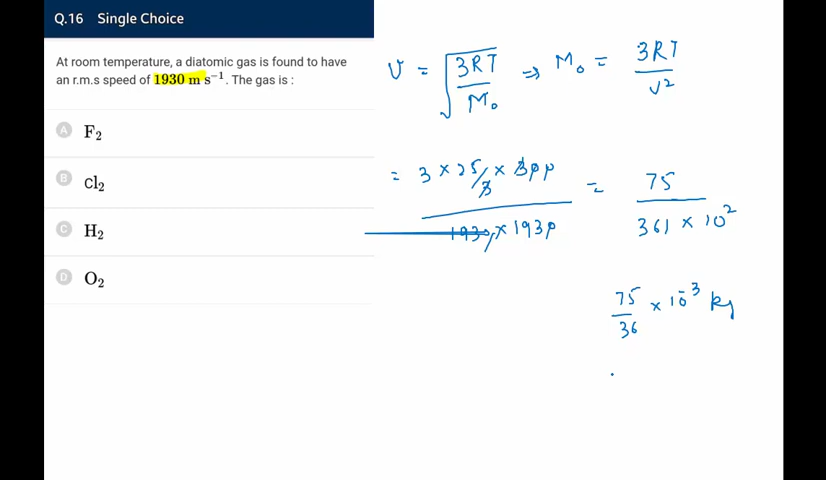 Q.16 Single Choice
At room temperature, a diatomic gas is found to have
an r.m.s speed of 1930 m s⁻¹. The gas is :
A F₂
B Cl₂
C H₂
D O₂
v = √(3RT/M₀) ⇒ M₀ = 3RT/v²
= (3 × 25/3 × 300)/(1930 × 1930) = 75/(361 × 10²)
75/36 × 10⁻³ kg